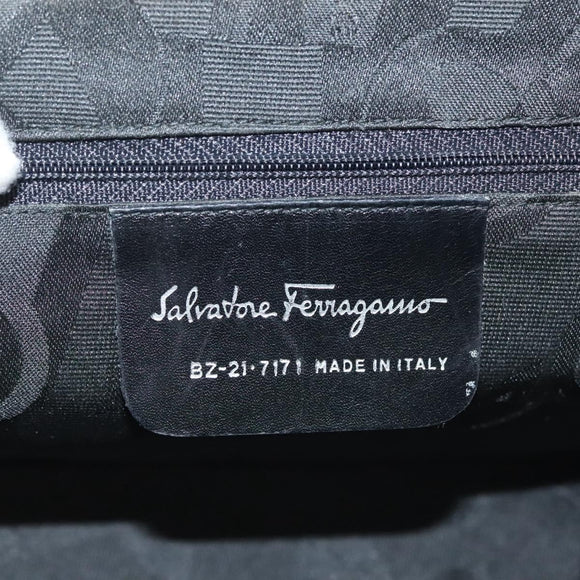 Salvatore Ferragamo
BZ-21·7171 MADE IN ITALY